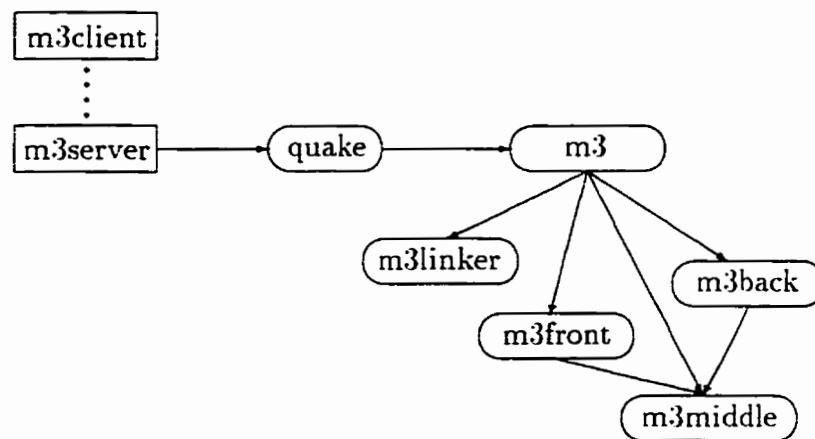 m3client
m3server
quake
m3
m3linker
m3back
m3front
m3middle